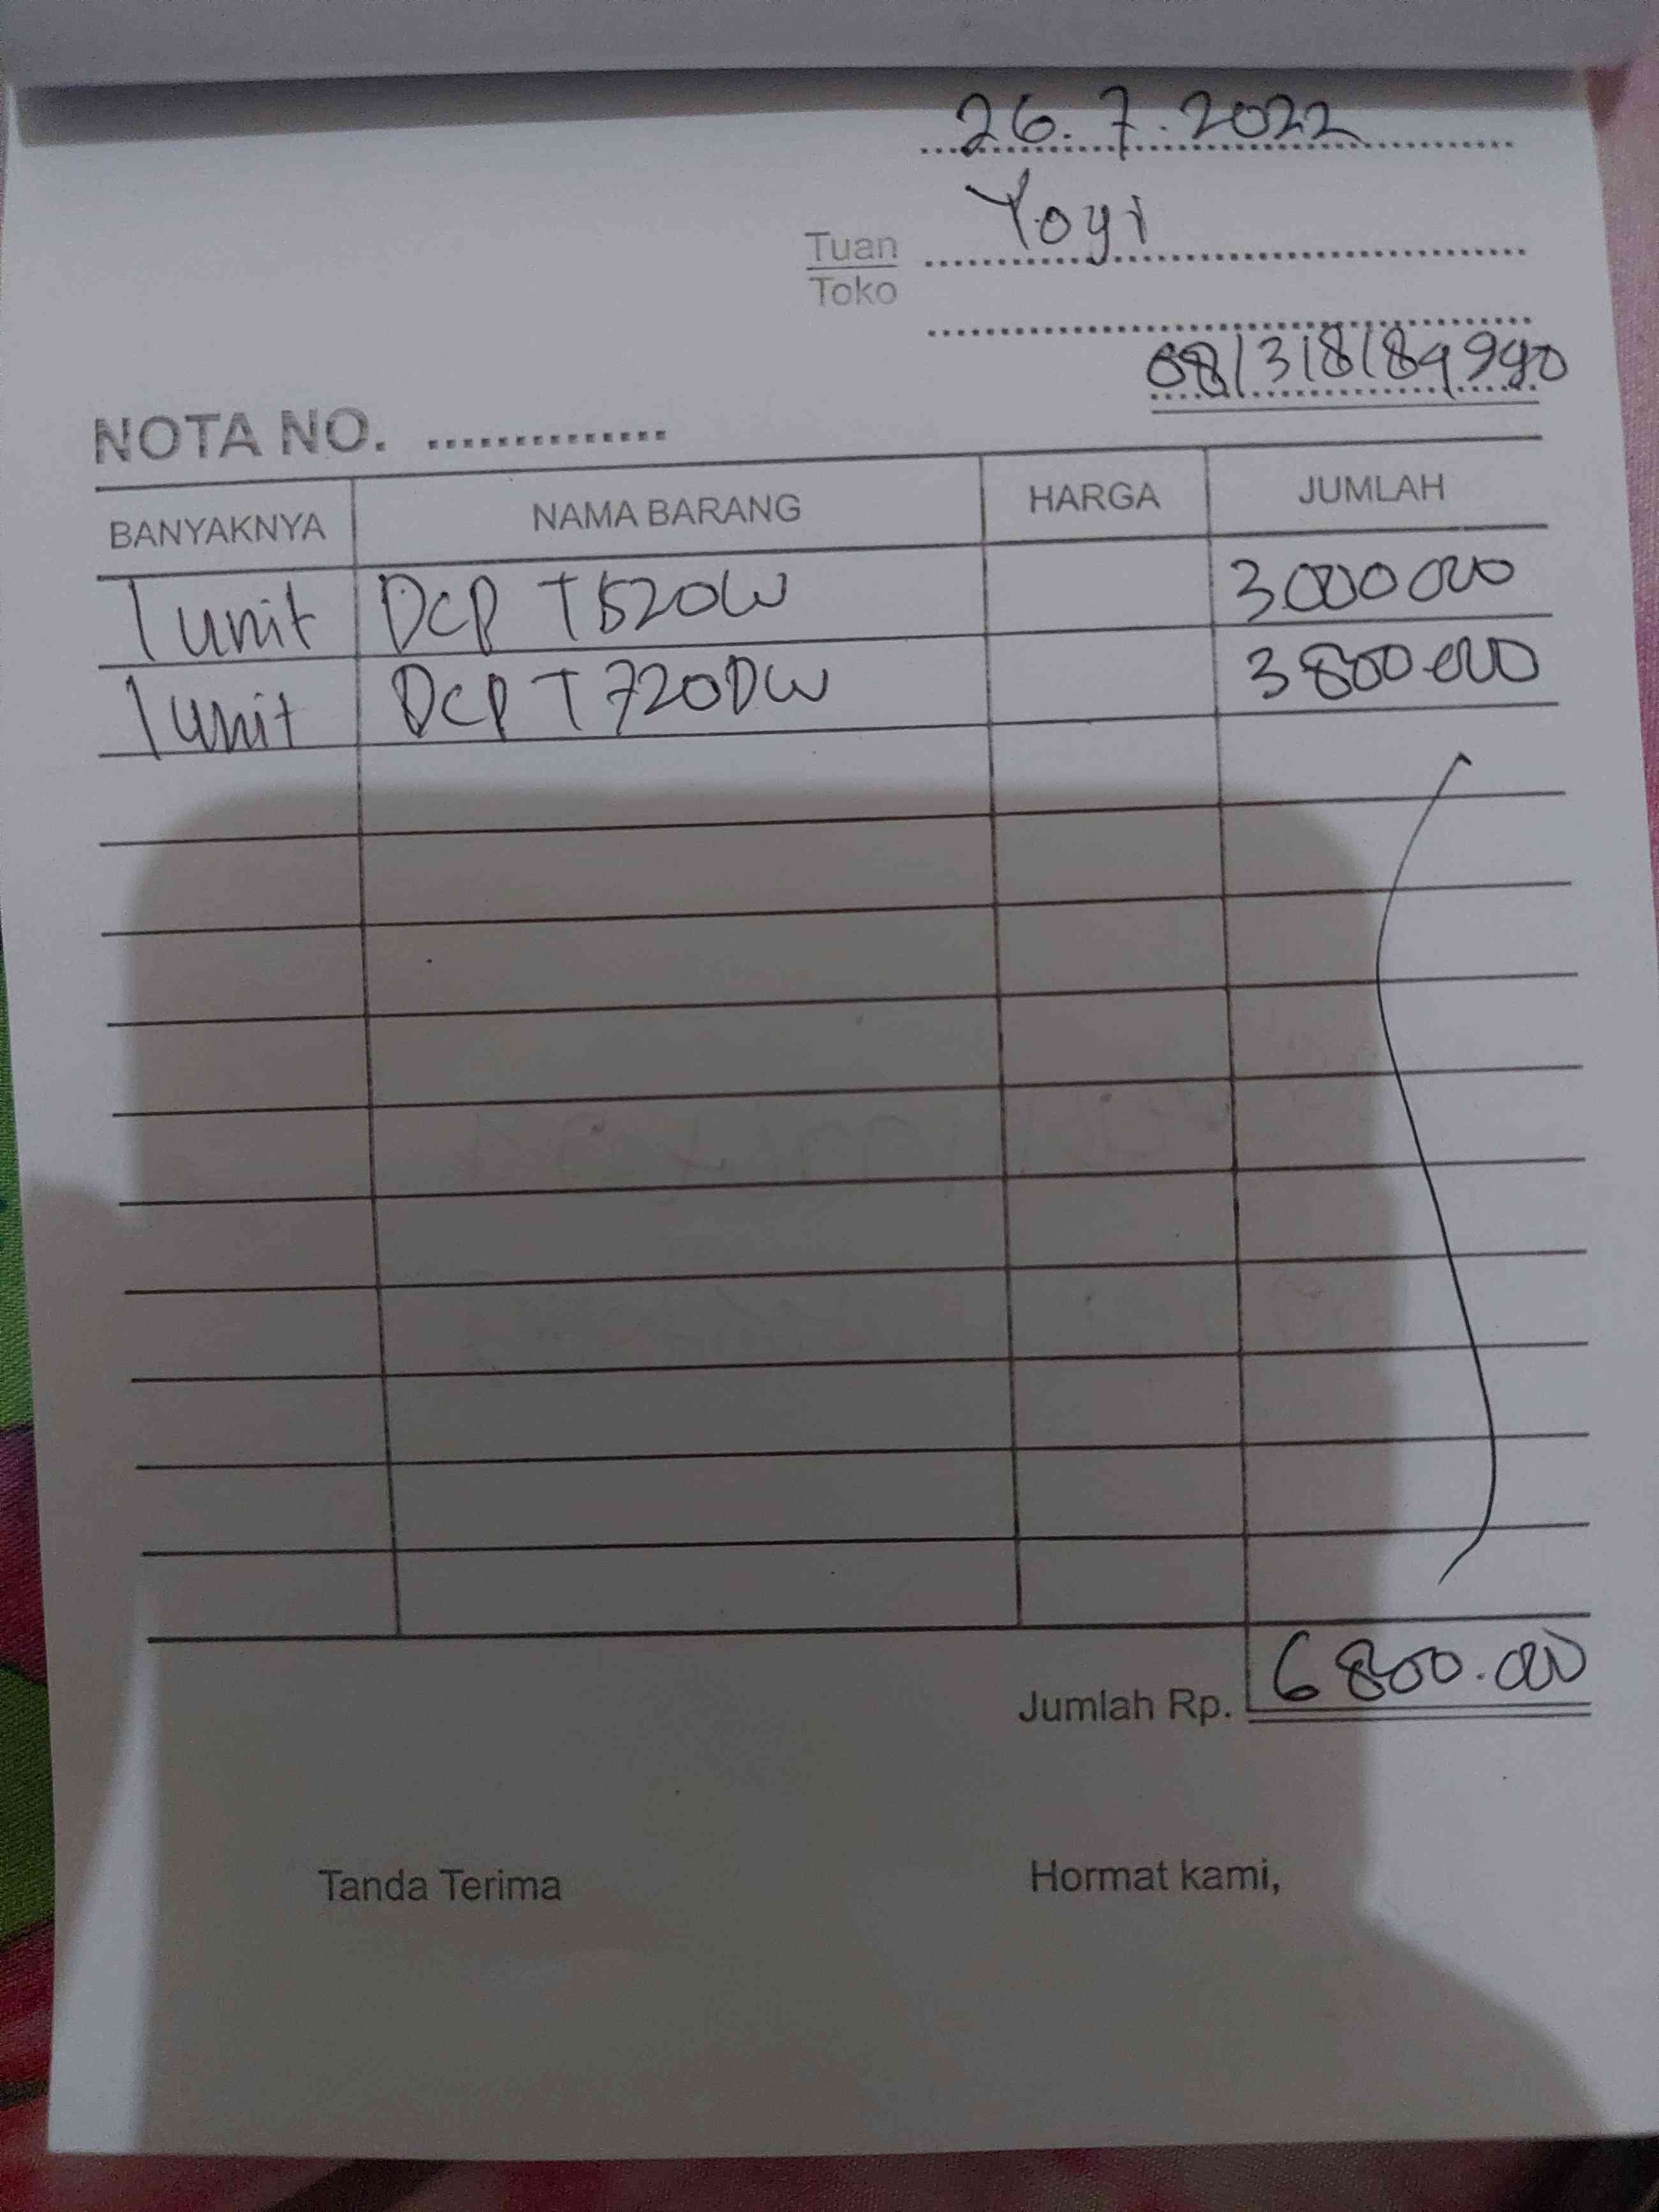 26.7.2022
Tuan Yogi
Toko
081318184990
NOTA NO. ..............
BANYAKNYA NAMA BARANG HARGA JUMLAH
1 unit DCP T520W 3000000
1 unit DCP T720DW 3800000
Jumlah Rp. 6800.000
Tanda Terima Hormat kami,